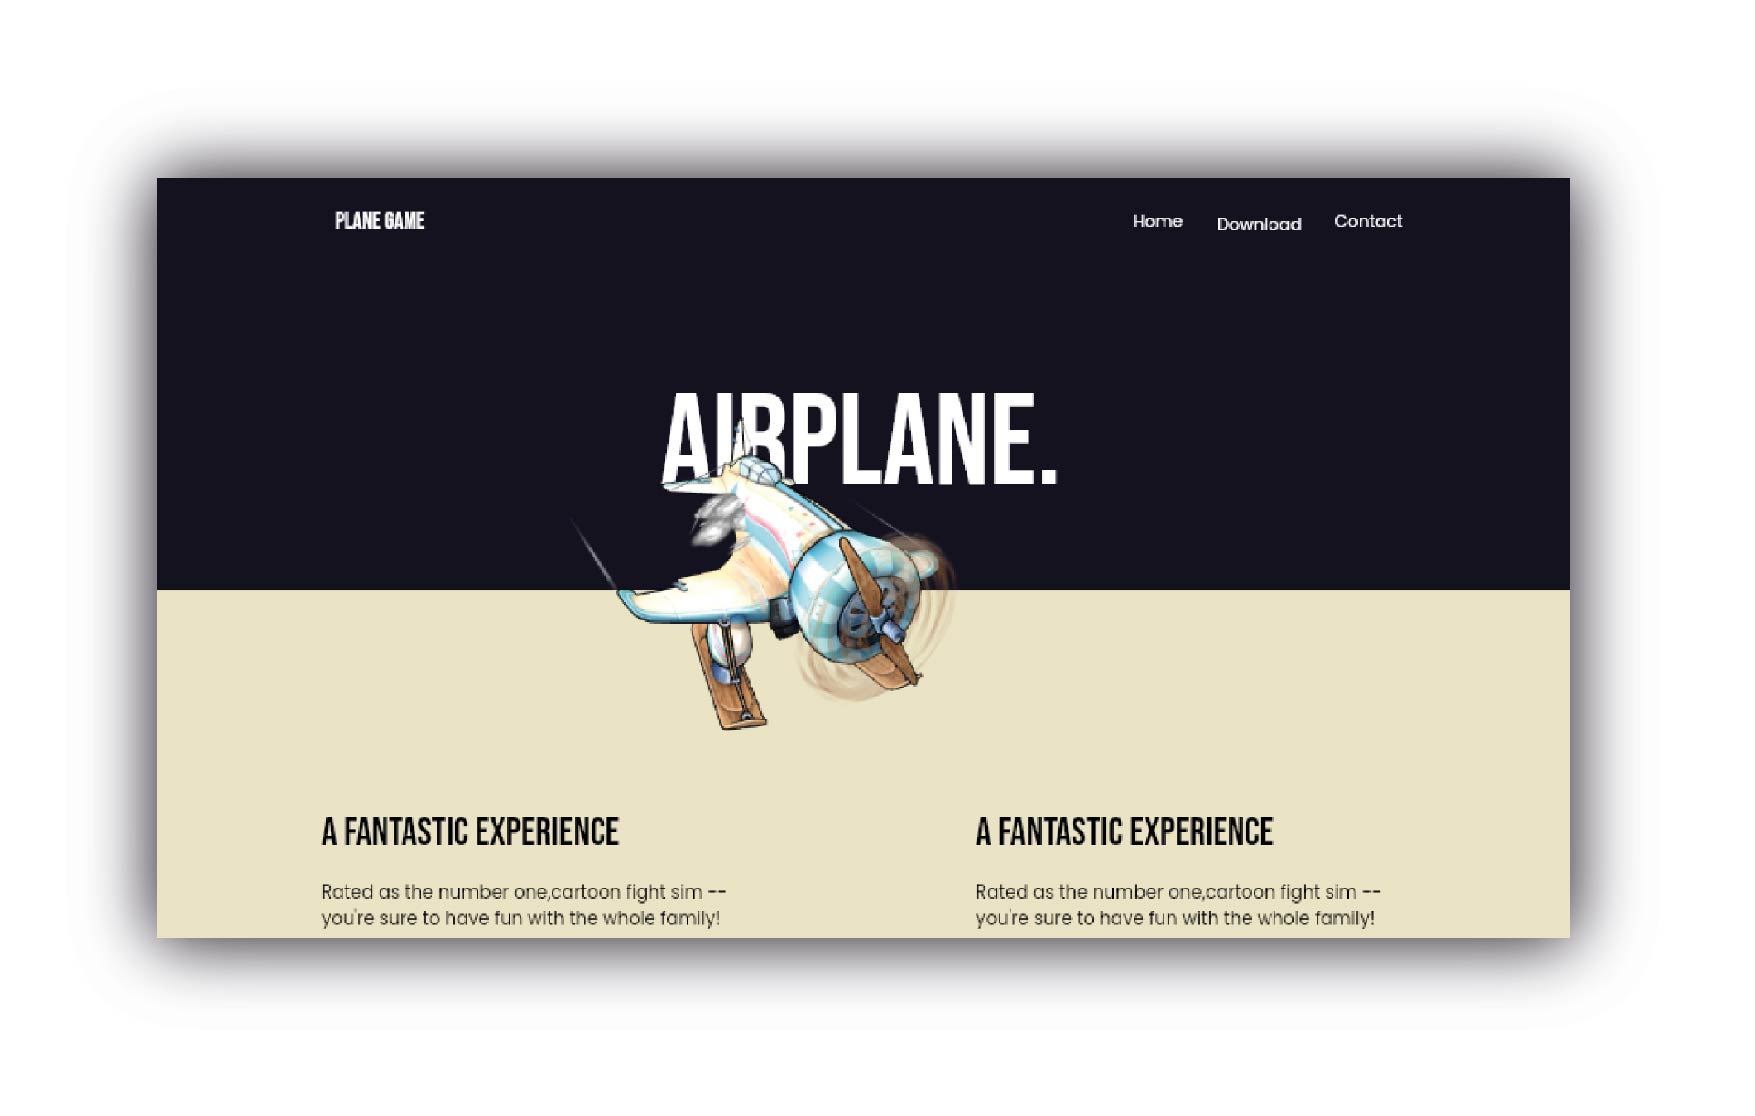 PLANE GAME
Home Download Contact
AIRPLANE.
A FANTASTIC EXPERIENCE
Rated as the number one,cartoon fight sim --
you're sure to have fun with the whole family!
A FANTASTIC EXPERIENCE
Rated as the number one,cartoon fight sim --
you're sure to have fun with the whole family!